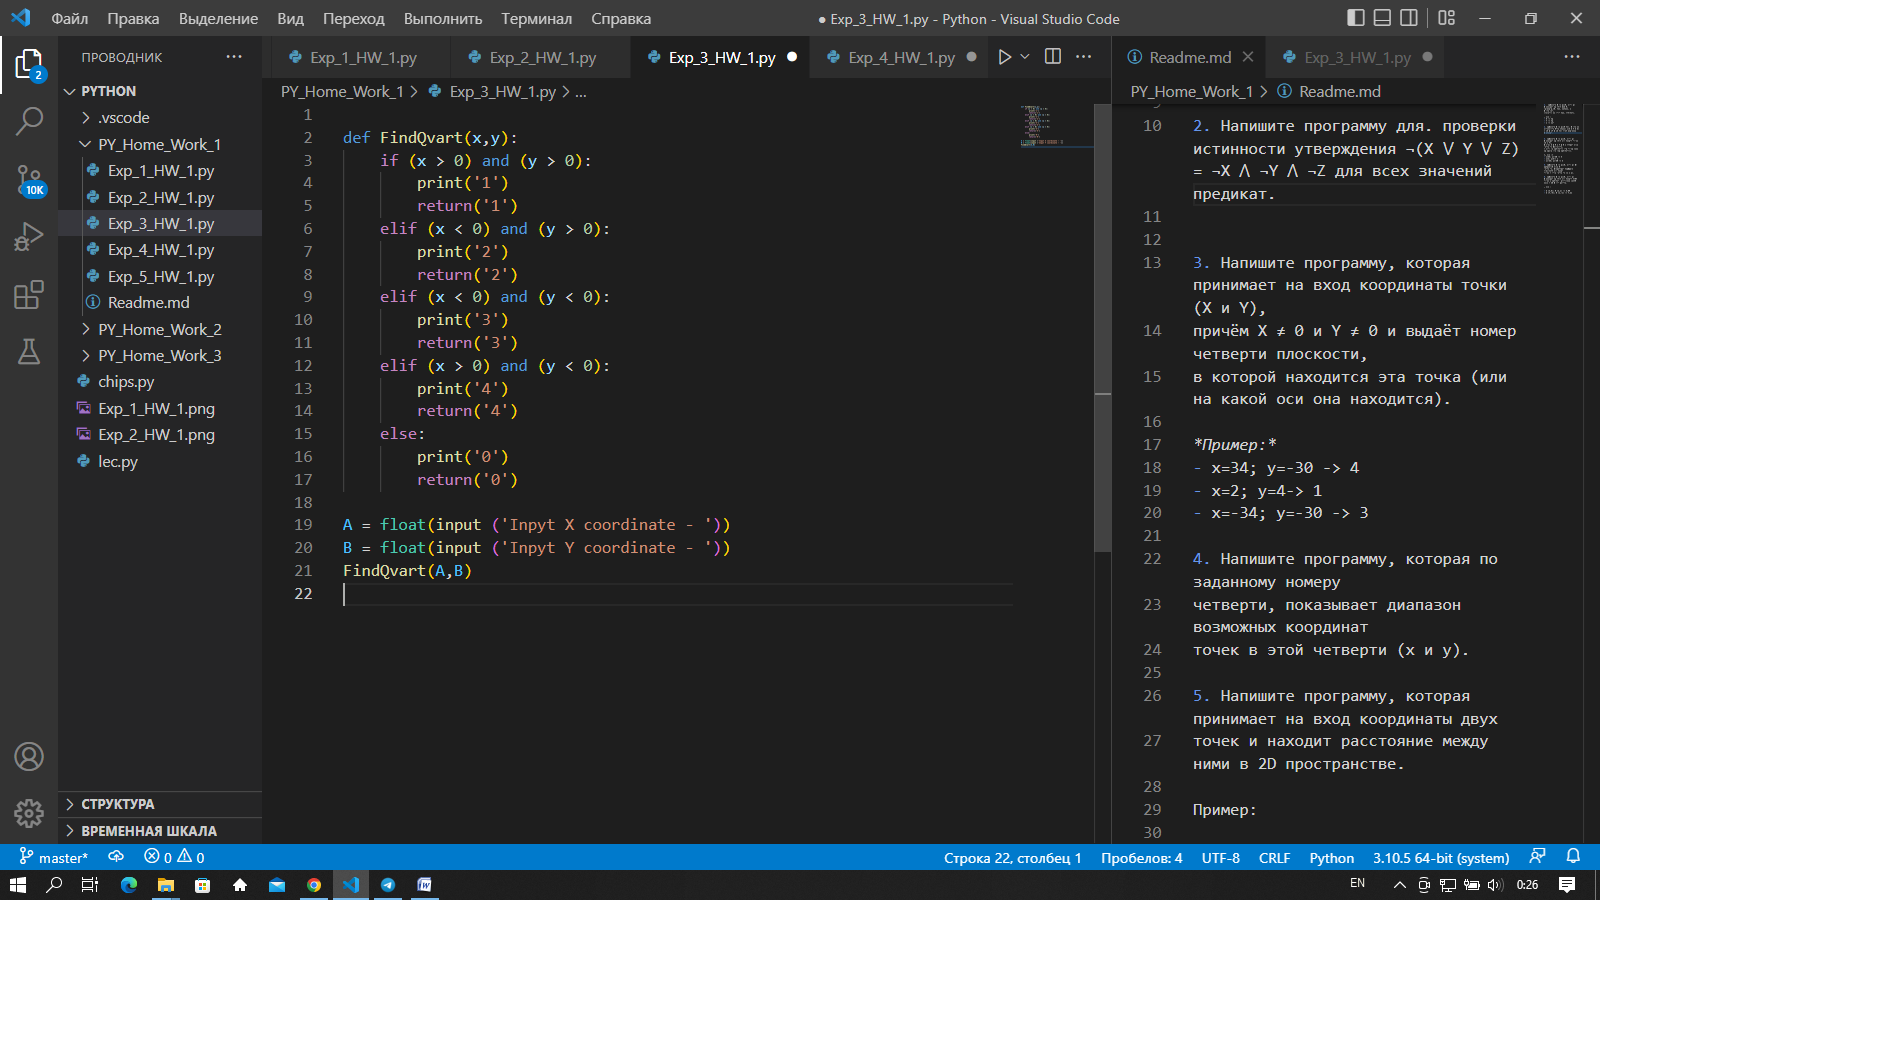 Файл Правка Выделение Вид Переход Выполнить Терминал Справка
● Exp_3_HW_1.py - Python - Visual Studio Code
ПРОВОДНИК
PYTHON
.vscode
PY_Home_Work_1
Exp_1_HW_1.py
Exp_2_HW_1.py
Exp_3_HW_1.py
Exp_4_HW_1.py
Exp_5_HW_1.py
Readme.md
PY_Home_Work_2
PY_Home_Work_3
chips.py
Exp_1_HW_1.png
Exp_2_HW_1.png
lec.py
СТРУКТУРА
ВРЕМЕННАЯ ШКАЛА
2
10K
Exp_1_HW_1.py Exp_2_HW_1.py Exp_3_HW_1.py Exp_4_HW_1.py
PY_Home_Work_1 > Exp_3_HW_1.py > ...
1
2 def FindQvart(x,y):
3 if (x > 0) and (y > 0):
4 print('1')
5 return('1')
6 elif (x < 0) and (y > 0):
7 print('2')
8 return('2')
9 elif (x < 0) and (y < 0):
10 print('3')
11 return('3')
12 elif (x > 0) and (y < 0):
13 print('4')
14 return('4')
15 else:
16 print('0')
17 return('0')
18
19 A = float(input ('Inpyt X coordinate - '))
20 B = float(input ('Inpyt Y coordinate - '))
21 FindQvart(A,B)
22
Readme.md Exp_3_HW_1.py
PY_Home_Work_1 > Readme.md
10 2. Напишите программу для. проверки
истинности утверждения ¬(X ⋁ Y ⋁ Z)
= ¬X ⋀ ¬Y ⋀ ¬Z для всех значений
предикат.
11
12
13 3. Напишите программу, которая
принимает на вход координаты точки
(X и Y),
14 причём X ≠ 0 и Y ≠ 0 и выдаёт номер
четверти плоскости,
15 в которой находится эта точка (или
на какой оси она находится).
16
17 *Пример:*
18 - x=34; y=-30 -> 4
19 - x=2; y=4-> 1
20 - x=-34; y=-30 -> 3
21
22 4. Напишите программу, которая по
заданному номеру
23 четверти, показывает диапазон
возможных координат
24 точек в этой четверти (x и y).
25
26 5. Напишите программу, которая
принимает на вход координаты двух
27 точек и находит расстояние между
ними в 2D пространстве.
28
29 Пример:
30
master* 0 0 Строка 22, столбец 1 Пробелов: 4 UTF-8 CRLF Python 3.10.5 64-bit (system)
EN 0:26